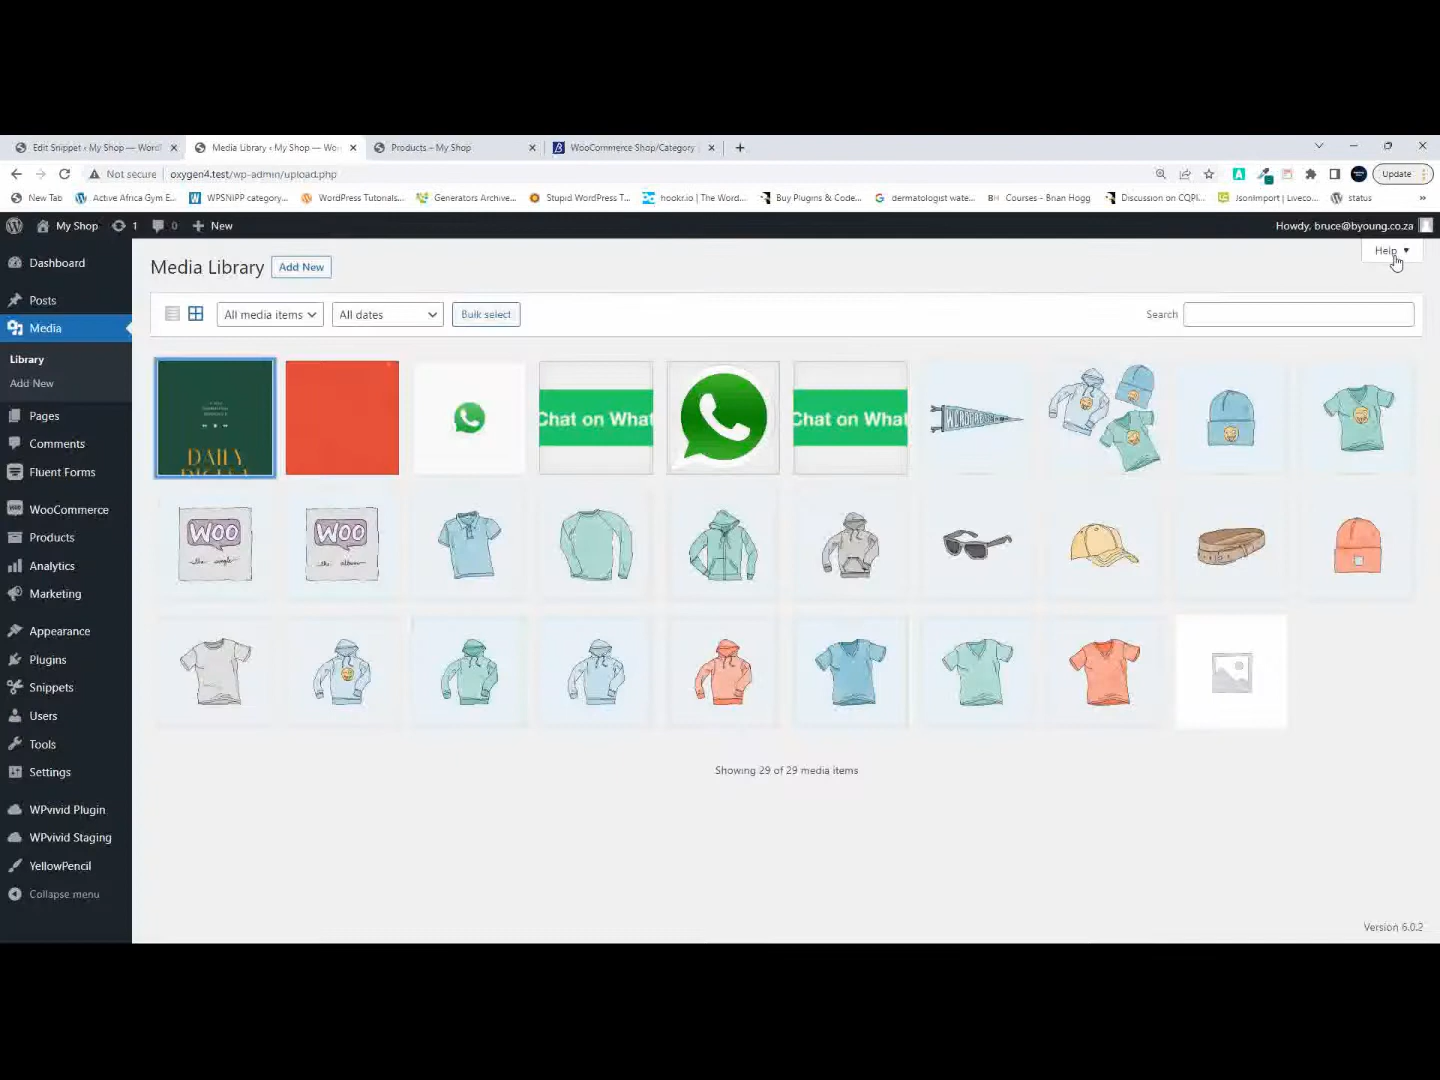 Edit Snippet ‹ My Shop — Word
Media Library ‹ My Shop — Wor
Products – My Shop
WooCommerce Shop/Category
Not secure
oxygen4.test/wp-admin/upload.php
Update
New Tab
Active Africa Gym E...
WPSNIPP category...
WordPress Tutorials...
Generators Archive...
Stupid WordPress T...
hookr.io | The Word...
Buy Plugins & Code...
dermatologist wate...
Courses - Brian Hogg
Discussion on CQPI...
JsonImport | Liveco...
status
My Shop
1
0
New
Howdy, bruce@byoung.co.za
Dashboard
Posts
Media
Library
Add New
Pages
Comments
Fluent Forms
WooCommerce
Products
Analytics
Marketing
Appearance
Plugins
Snippets
Users
Tools
Settings
WPvivid Plugin
WPvivid Staging
YellowPencil
Collapse menu
Media Library
Add New
Help
All media items
All dates
Bulk select
Search
DAILY
Chat on What
Chat on What
WORDPRESS
WOO
the single
WOO
the album
Showing 29 of 29 media items
Version 6.0.2